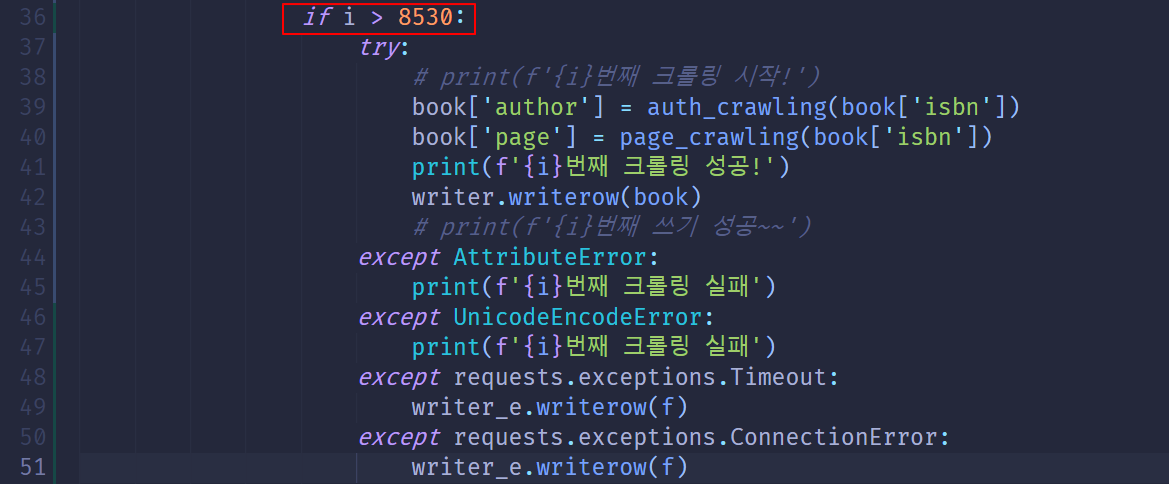 36 if i > 8530:
37 try:
38 # print(f'{i}번째 크롤링 시작!')
39 book['author'] = auth_crawling(book['isbn'])
40 book['page'] = page_crawling(book['isbn'])
41 print(f'{i}번째 크롤링 성공!')
42 writer.writerow(book)
43 # print(f'{i}번째 쓰기 성공~~')
44 except AttributeError:
45 print(f'{i}번째 크롤링 실패')
46 except UnicodeEncodeError:
47 print(f'{i}번째 크롤링 실패')
48 except requests.exceptions.Timeout:
49 writer_e.writerow(f)
50 except requests.exceptions.ConnectionError:
51 writer_e.writerow(f)